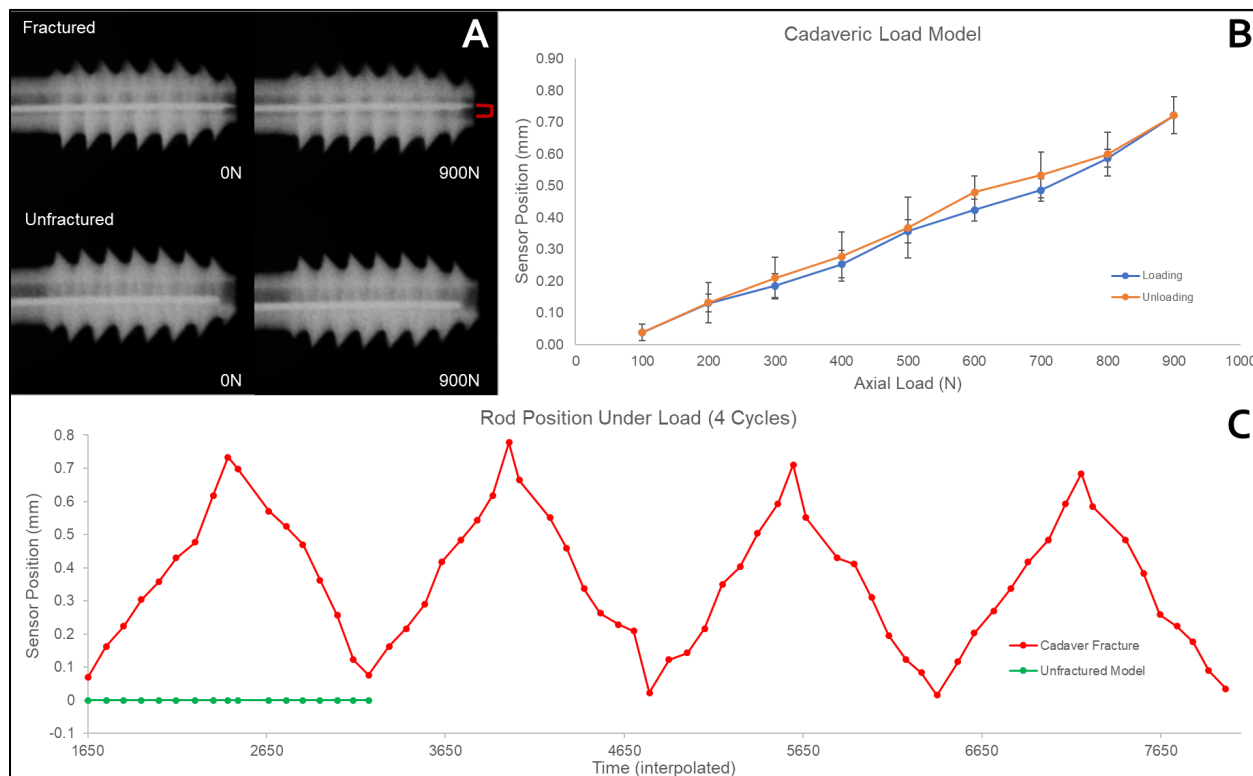 Fractured
A
0N
900N
Unfractured
0N
900N
Cadaveric Load Model
B
Sensor Position (mm)
0.90
0.80
0.70
0.60
0.50
0.40
0.30
0.20
0.10
0.00
Loading
Unloading
0 100 200 300 400 500 600 700 800 900 1000
Axial Load (N)
Rod Position Under Load (4 Cycles)
C
Sensor Position (mm)
0.8
0.7
0.6
0.5
0.4
0.3
0.2
0.1
0
-0.1
Cadaver Fracture
Unfractured Model
1650 2650 3650 4650 5650 6650 7650
Time (interpolated)